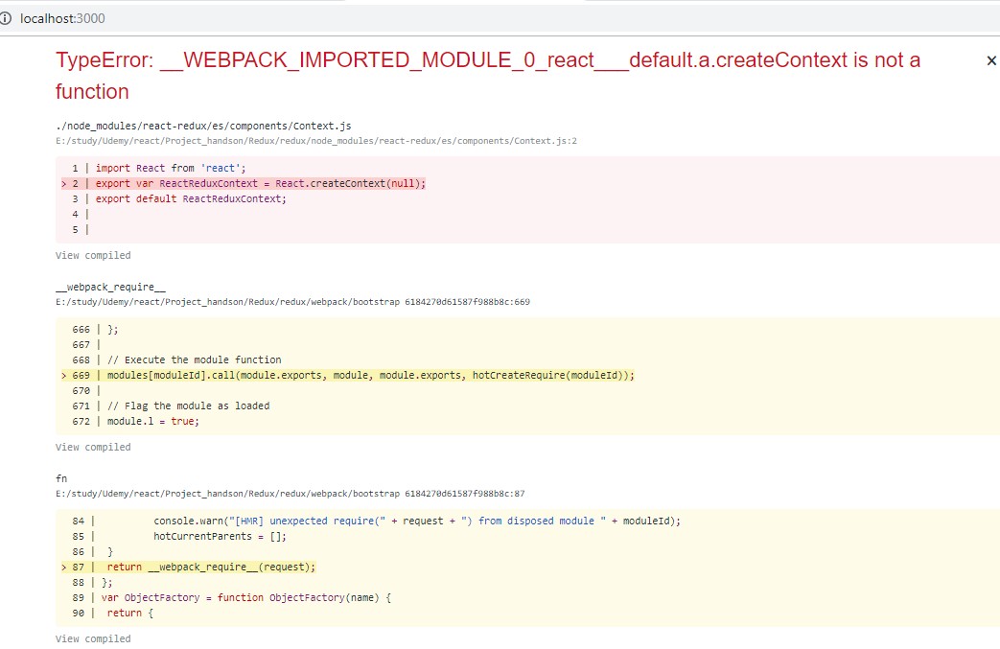 localhost:3000
TypeError: __WEBPACK_IMPORTED_MODULE_0_react___default.a.createContext is not a
function
×
./node_modules/react-redux/es/components/Context.js
E:/study/Udemy/react/Project_handson/Redux/redux/node_modules/react-redux/es/components/Context.js:2
1 | import React from 'react';
> 2 | export var ReactReduxContext = React.createContext(null);
3 | export default ReactReduxContext;
4 |
5 |
View compiled
__webpack_require__
E:/study/Udemy/react/Project_handson/Redux/redux/webpack/bootstrap 6184270d61587f988b8c:669
666 | };
667 |
668 | // Execute the module function
> 669 | modules[moduleId].call(module.exports, module, module.exports, hotCreateRequire(moduleId));
670 |
671 | // Flag the module as loaded
672 | module.l = true;
View compiled
fn
E:/study/Udemy/react/Project_handson/Redux/redux/webpack/bootstrap 6184270d61587f988b8c:87
84 | console.warn("[HMR] unexpected require(" + request + ") from disposed module " + moduleId);
85 | hotCurrentParents = [];
86 | }
> 87 | return __webpack_require__(request);
88 | };
89 | var ObjectFactory = function ObjectFactory(name) {
90 | return {
View compiled